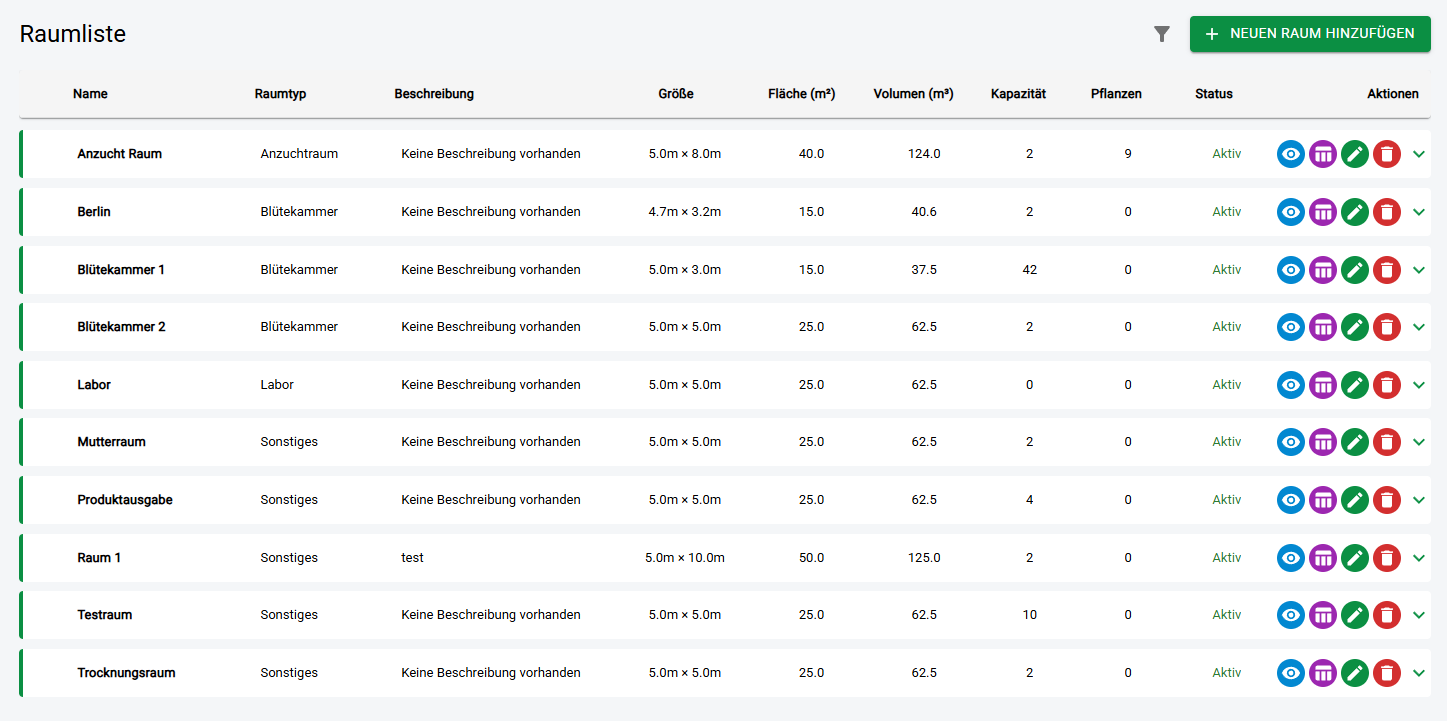 Raumliste
NEUEN RAUM HINZUFÜGEN
Name Raumtyp Beschreibung Größe Fläche (m²) Volumen (m³) Kapazität Pflanzen Status Aktionen
Anzucht Raum Anzuchtraum Keine Beschreibung vorhanden 5.0m × 8.0m 40.0 124.0 2 9 Aktiv
Berlin Blütekammer Keine Beschreibung vorhanden 4.7m × 3.2m 15.0 40.6 2 0 Aktiv
Blütekammer 1 Blütekammer Keine Beschreibung vorhanden 5.0m × 3.0m 15.0 37.5 42 0 Aktiv
Blütekammer 2 Blütekammer Keine Beschreibung vorhanden 5.0m × 5.0m 25.0 62.5 2 0 Aktiv
Labor Labor Keine Beschreibung vorhanden 5.0m × 5.0m 25.0 62.5 0 0 Aktiv
Mutterraum Sonstiges Keine Beschreibung vorhanden 5.0m × 5.0m 25.0 62.5 2 0 Aktiv
Produktausgabe Sonstiges Keine Beschreibung vorhanden 5.0m × 5.0m 25.0 62.5 4 0 Aktiv
Raum 1 Sonstiges test 5.0m × 10.0m 50.0 125.0 2 0 Aktiv
Testraum Sonstiges Keine Beschreibung vorhanden 5.0m × 5.0m 25.0 62.5 10 0 Aktiv
Trocknungsraum Sonstiges Keine Beschreibung vorhanden 5.0m × 5.0m 25.0 62.5 2 0 Aktiv